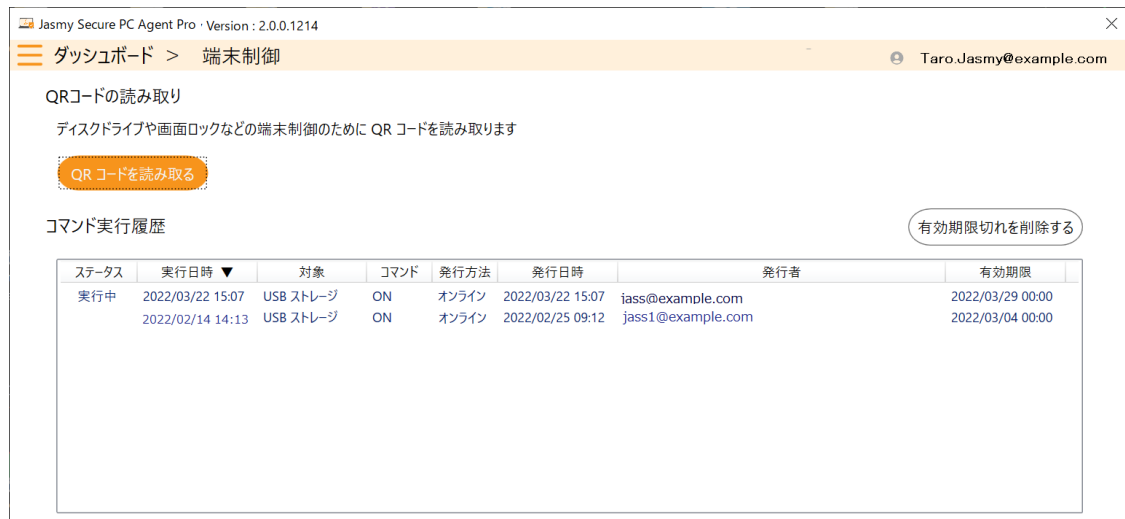 Jasmy Secure PC Agent Pro · Version : 2.0.0.1214
ダッシュボード > 端末制御 Taro.Jasmy@example.com
QRコードの読み取り
ディスクドライブや画面ロックなどの端末制御のために QR コードを読み取ります
QR コードを読み取る
コマンド実行履歴 有効期限切れを削除する
ステータス 実行日時 ▼ 対象 コマンド 発行方法 発行日時 発行者 有効期限
実行中 2022/03/22 15:07 USB ストレージ ON オンライン 2022/03/22 15:07 jass@example.com 2022/03/29 00:00
2022/02/14 14:13 USB ストレージ ON オンライン 2022/02/25 09:12 jass1@example.com 2022/03/04 00:00